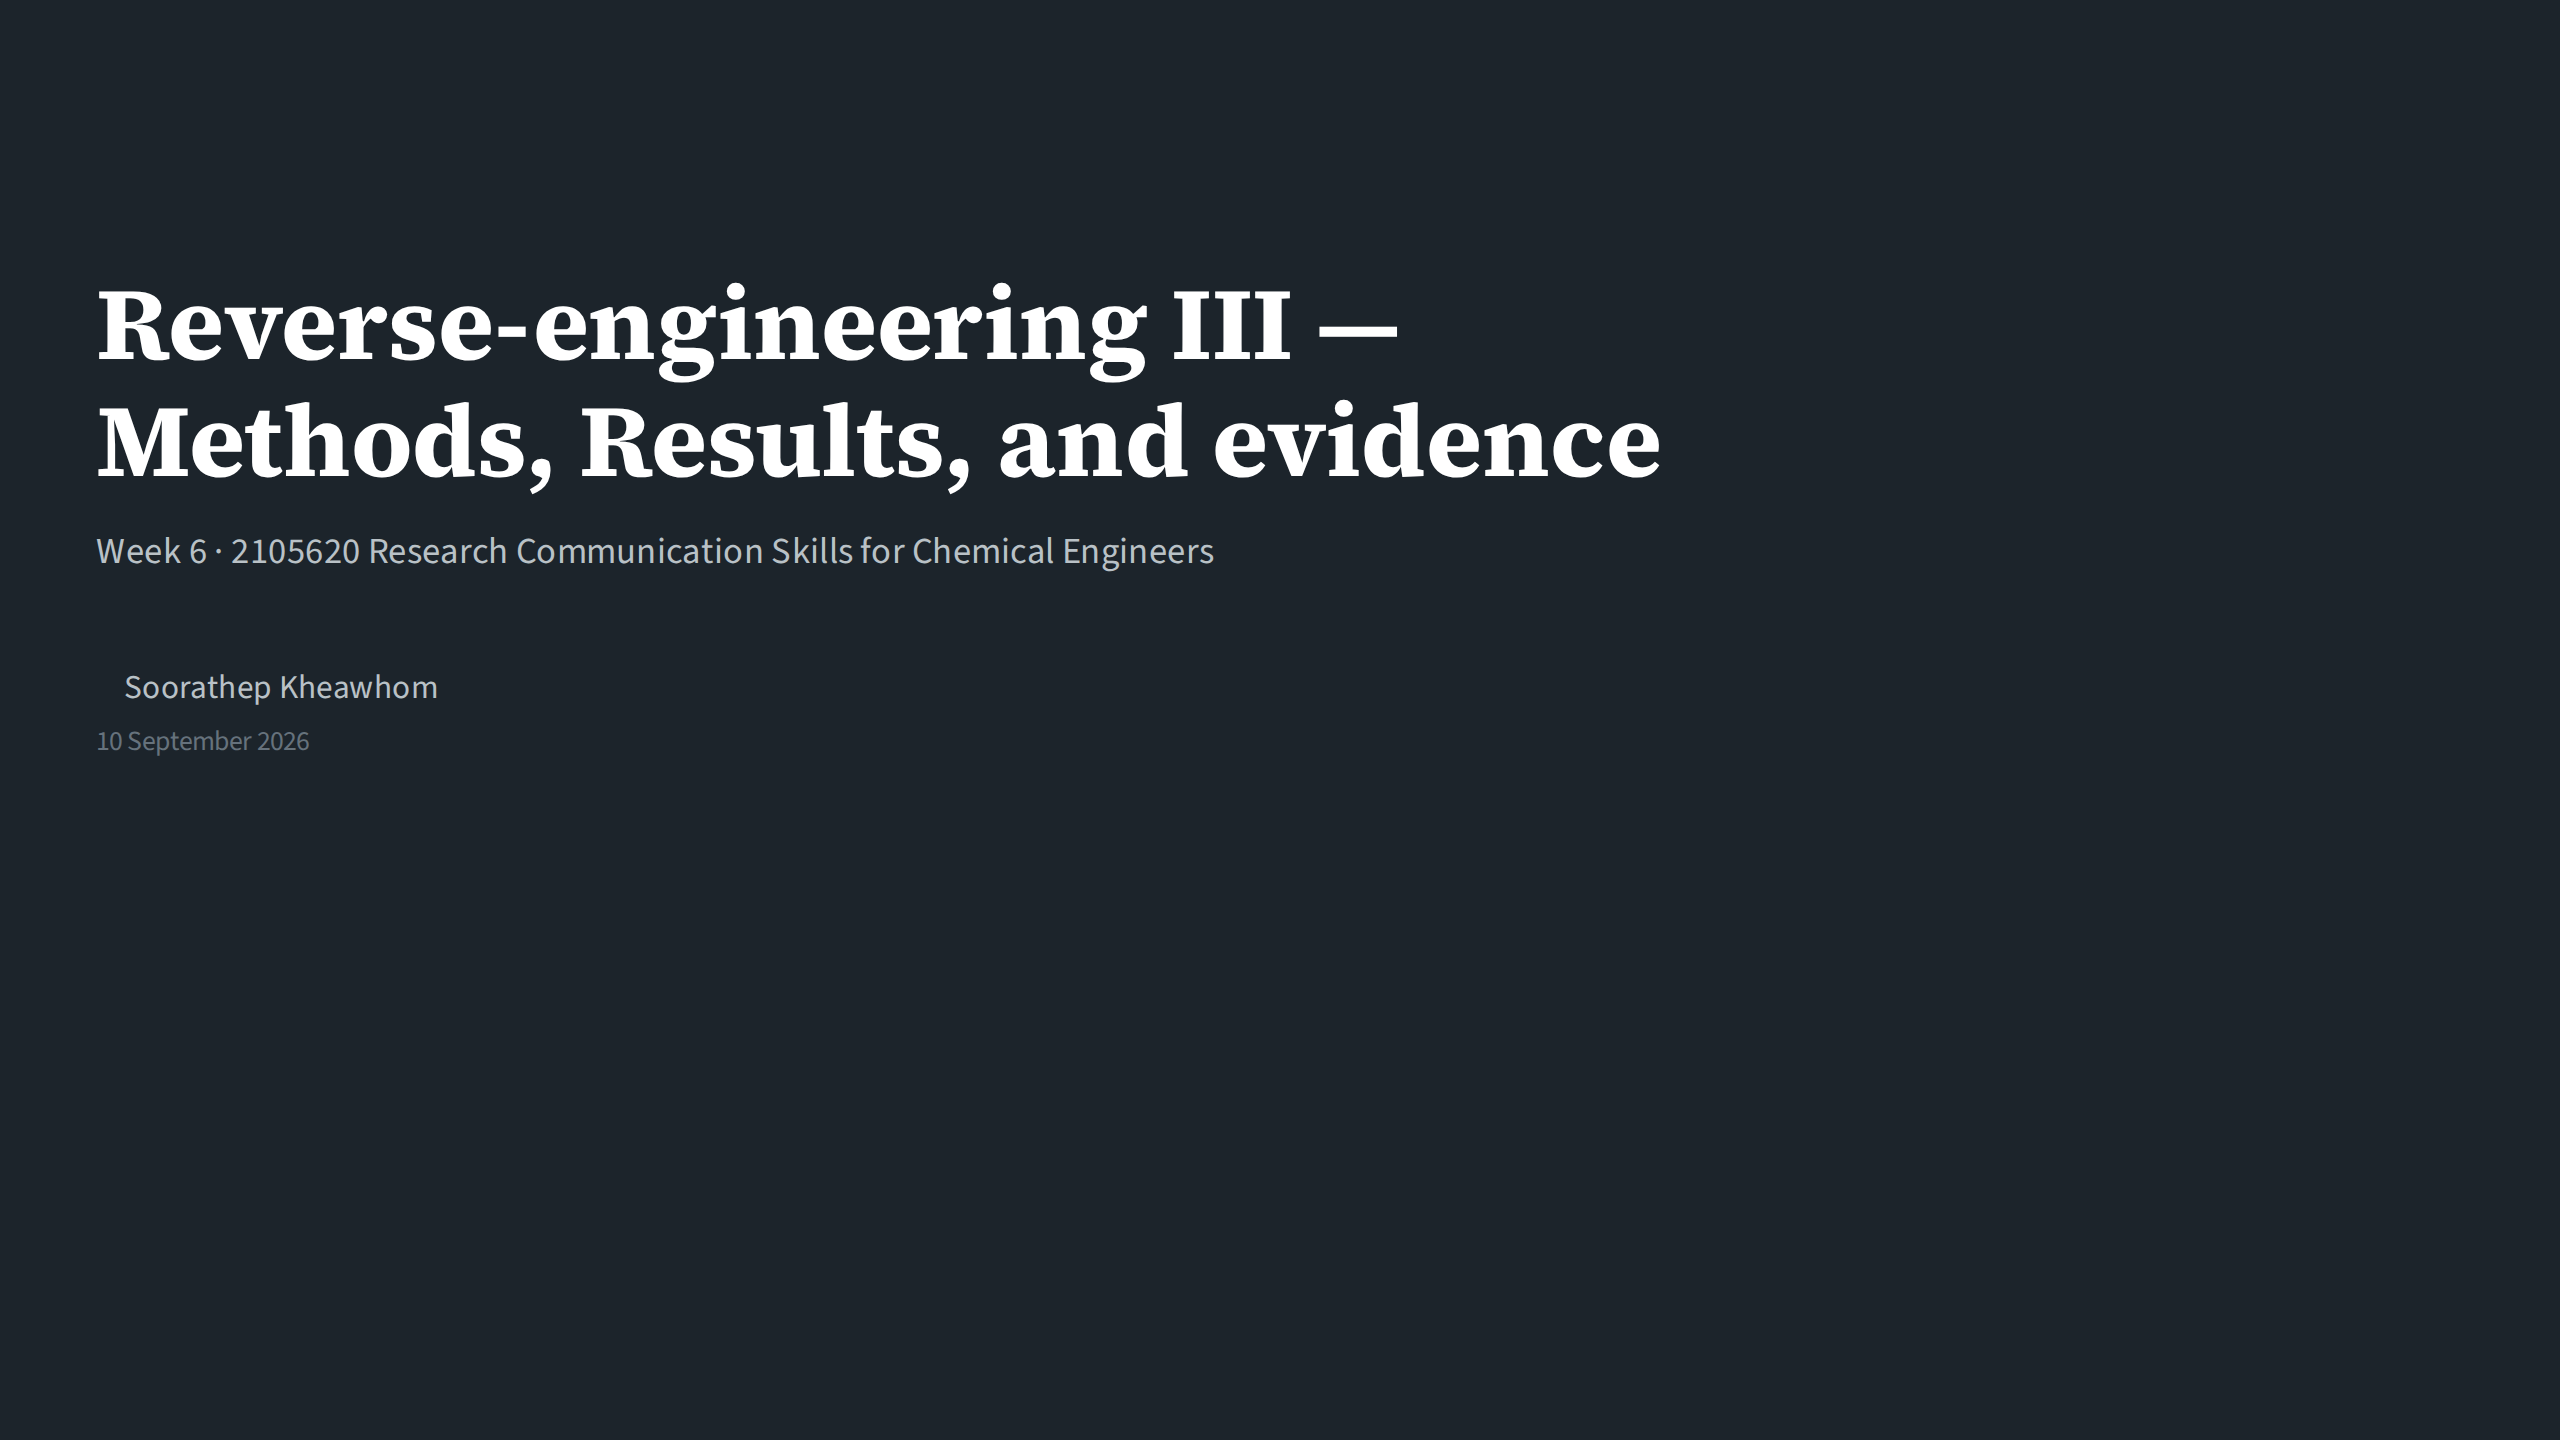 Reverse-engineering III —
Methods, Results, and evidence
Week 6 · 2105620 Research Communication Skills for Chemical Engineers
Soorathep Kheawhom
10 September 2026